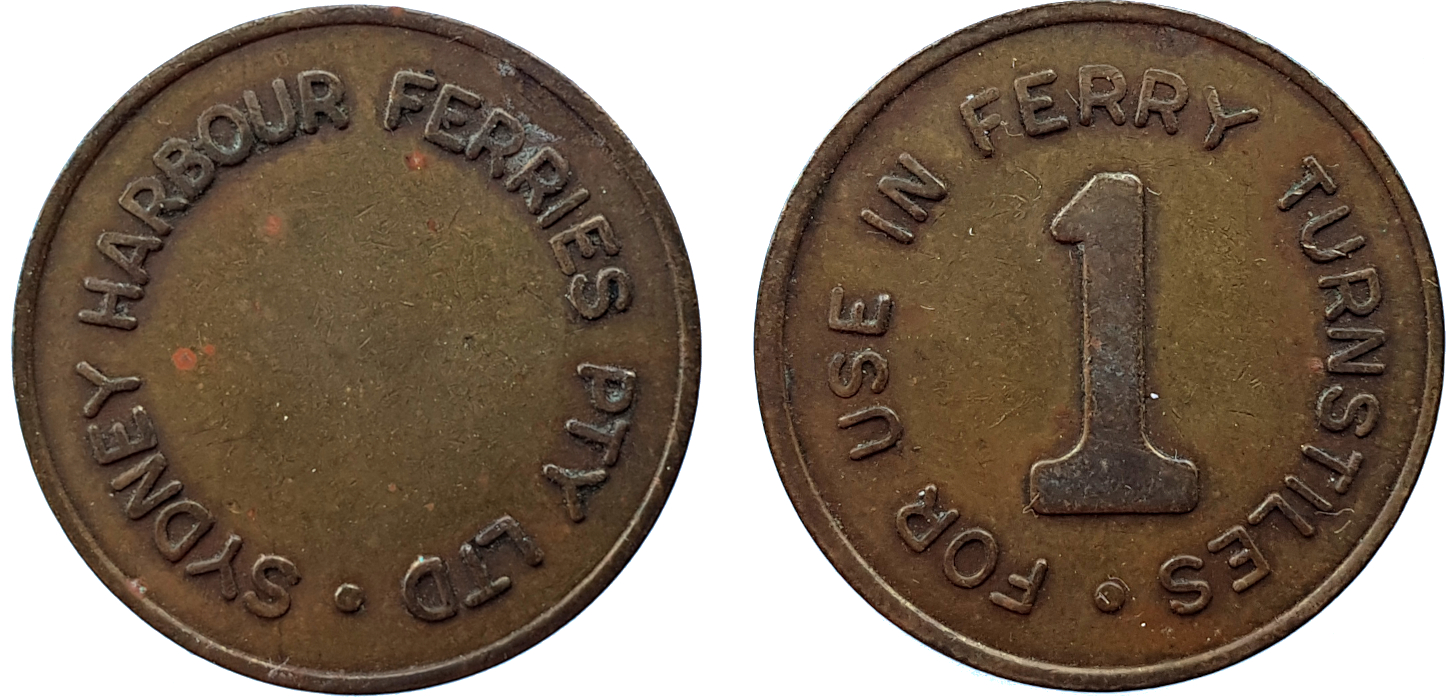 SYDNEY HARBOUR FERRIES PTY LTD
FOR USE IN FERRY TURNSTILES
1